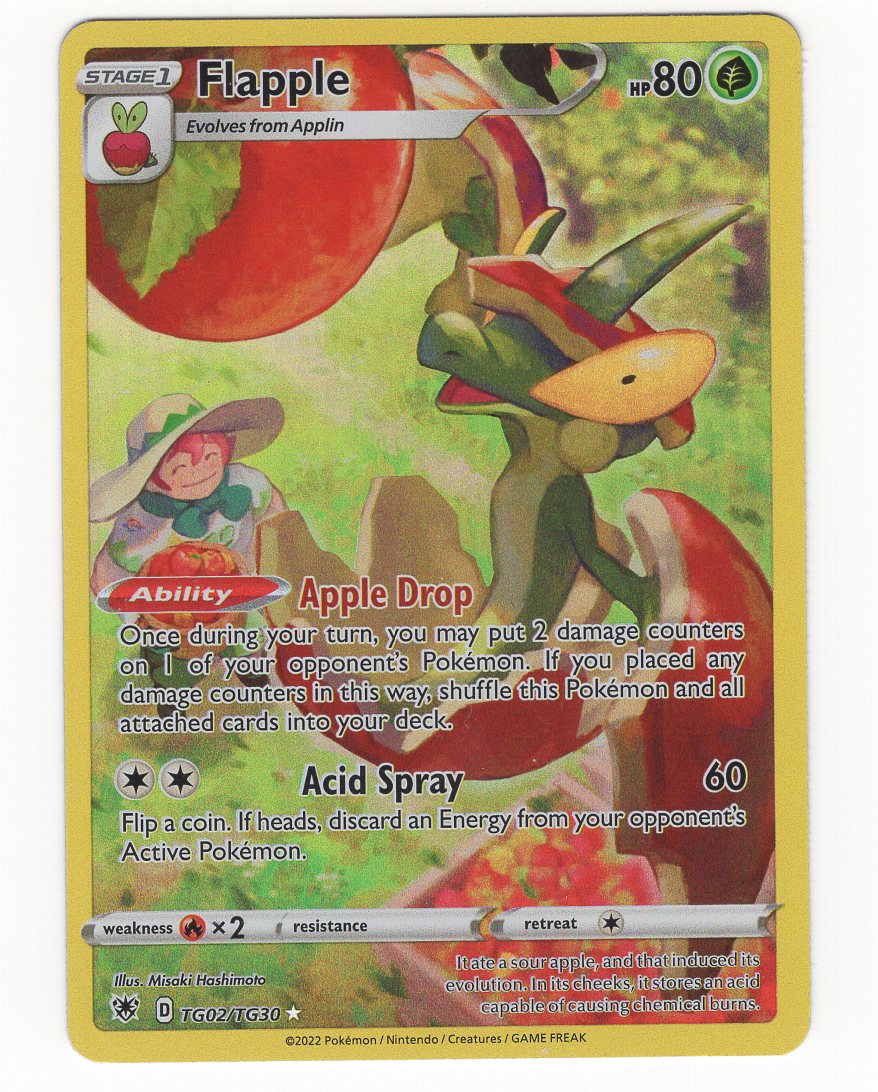 STAGE1 Flapple HP80
Evolves from Applin
Ability Apple Drop
Once during your turn, you may put 2 damage counters
on 1 of your opponent's Pokémon. If you placed any
damage counters in this way, shuffle this Pokémon and all
attached cards into your deck.
Acid Spray 60
Flip a coin. If heads, discard an Energy from your opponent's
Active Pokémon.
weakness ×2 resistance retreat
It ate a sour apple, and that induced its
evolution. In its cheeks, it stores an acid
capable of causing chemical burns.
Illus. Misaki Hashimoto
D TG02/TG30
©2022 Pokémon / Nintendo / Creatures / GAME FREAK